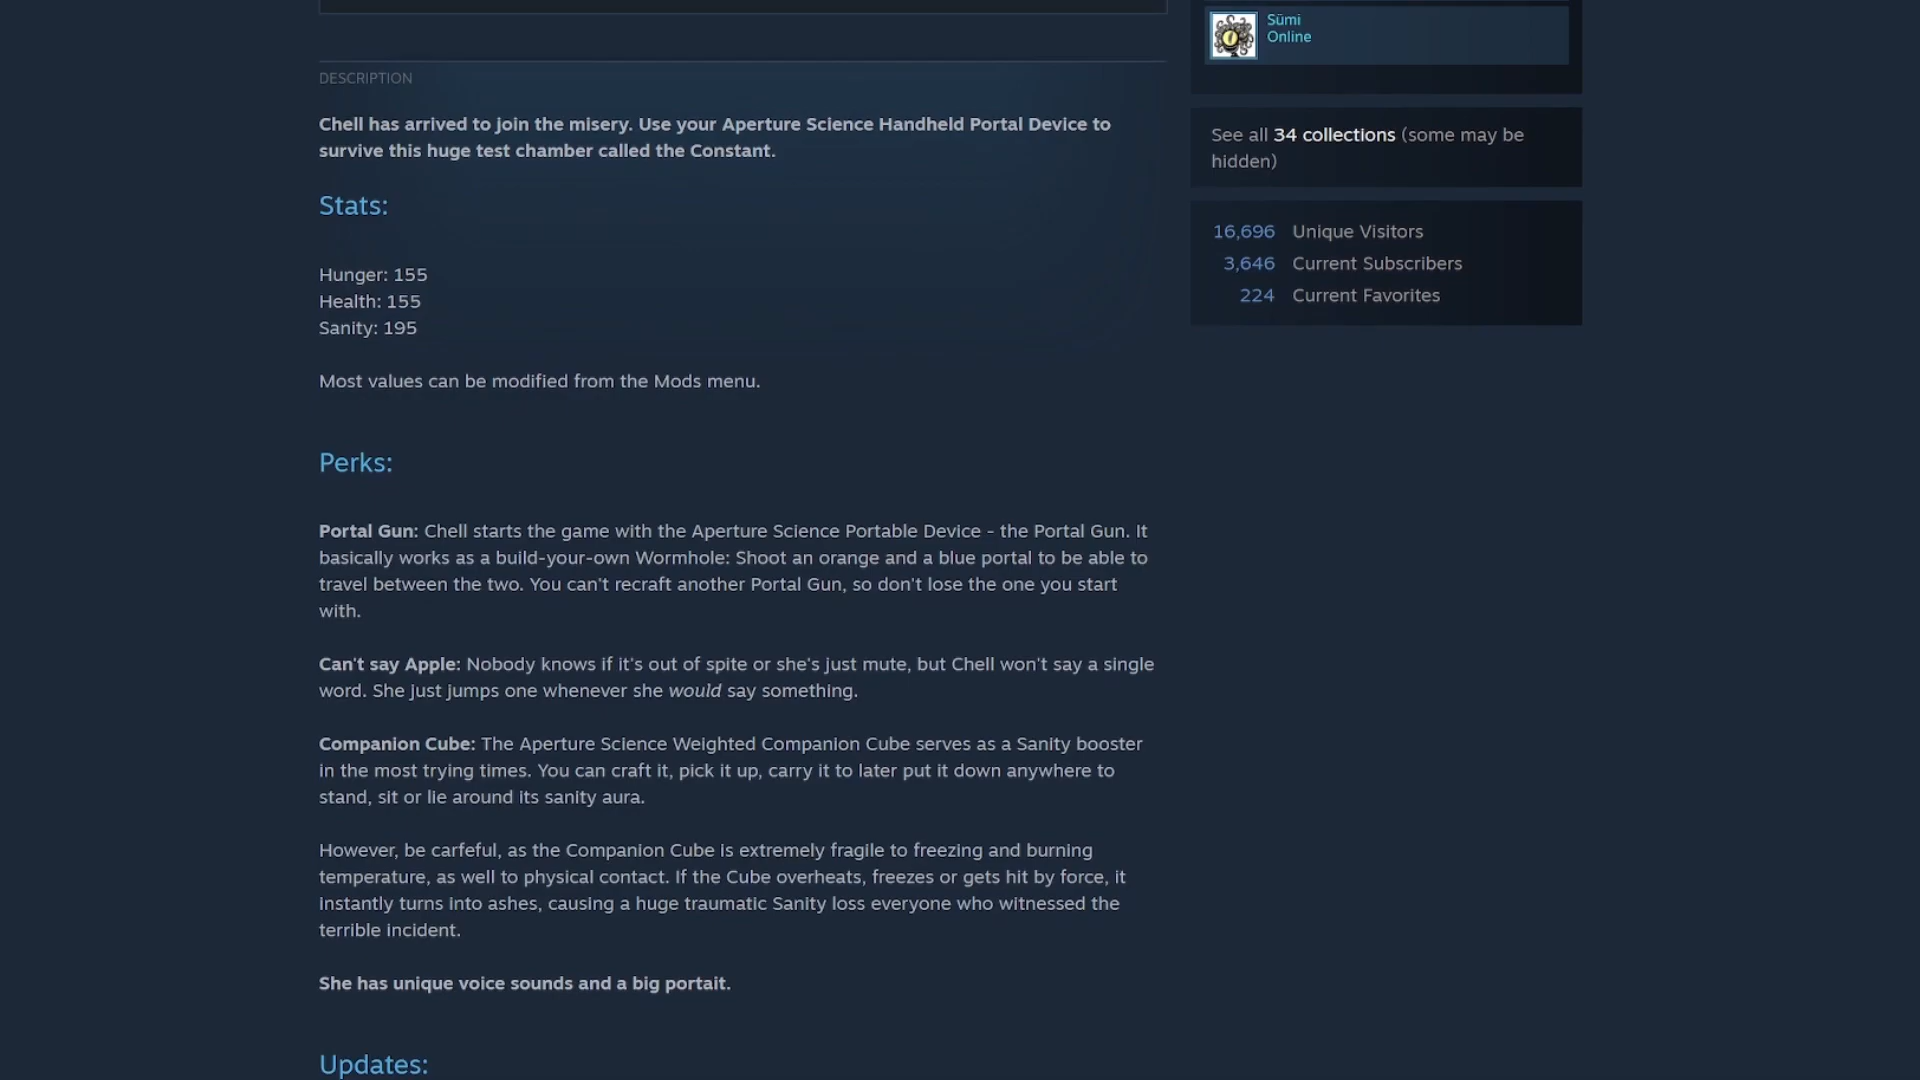 DESCRIPTION
Chell has arrived to join the misery. Use your Aperture Science Handheld Portal Device to
survive this huge test chamber called the Constant.
Stats:
Hunger: 155
Health: 155
Sanity: 195
Most values can be modified from the Mods menu.
Perks:
Portal Gun: Chell starts the game with the Aperture Science Portable Device - the Portal Gun. It
basically works as a build-your-own Wormhole: Shoot an orange and a blue portal to be able to
travel between the two. You can't recraft another Portal Gun, so don't lose the one you start
with.
Can't say Apple: Nobody knows if it's out of spite or she's just mute, but Chell won't say a single
word. She just jumps one whenever she would say something.
Companion Cube: The Aperture Science Weighted Companion Cube serves as a Sanity booster
in the most trying times. You can craft it, pick it up, carry it to later put it down anywhere to
stand, sit or lie around its sanity aura.
However, be carfeful, as the Companion Cube is extremely fragile to freezing and burning
temperature, as well to physical contact. If the Cube overheats, freezes or gets hit by force, it
instantly turns into ashes, causing a huge traumatic Sanity loss everyone who witnessed the
terrible incident.
She has unique voice sounds and a big portait.
Updates:
Sümi
Online
See all 34 collections (some may be
hidden)
16,696 Unique Visitors
3,646 Current Subscribers
224 Current Favorites